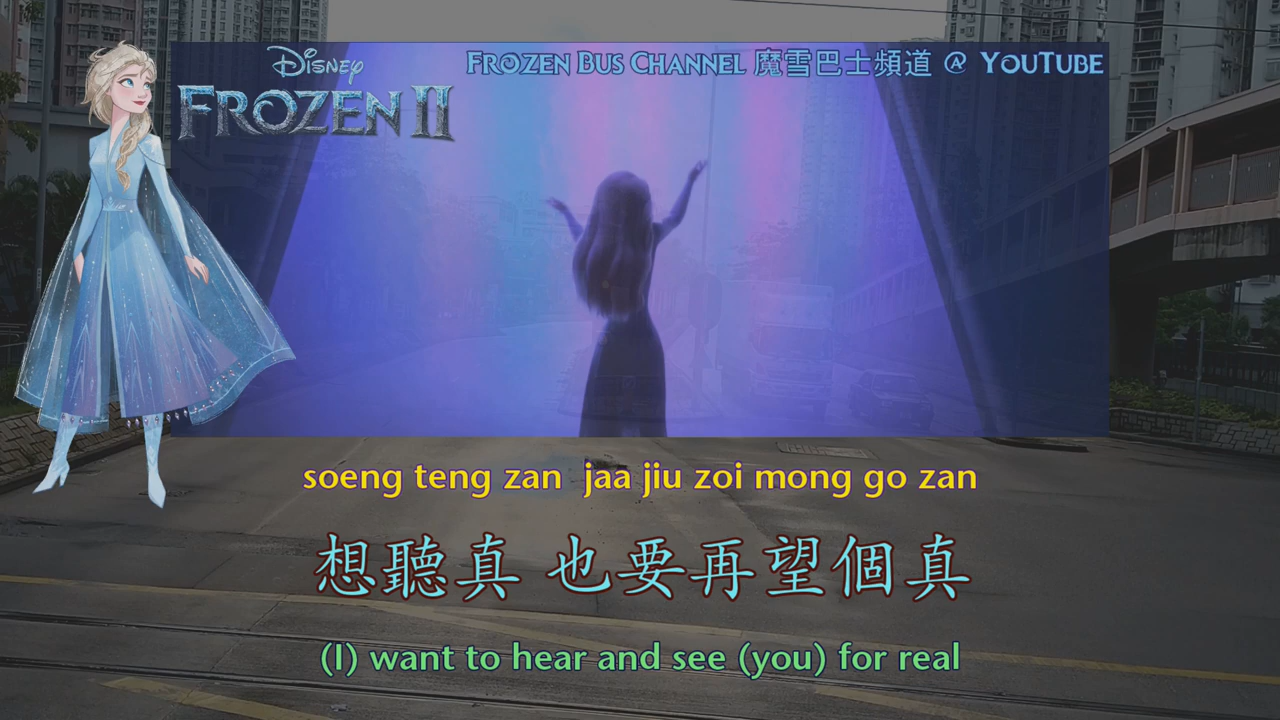 Disney
FROZEN II
FROZEN BUS CHANNEL 魔雪巴士頻道 @ YOUTUBE
soeng teng zan jaa jiu zoi mong go zan
想聽真 也要再望個真
(I) want to hear and see (you) for real